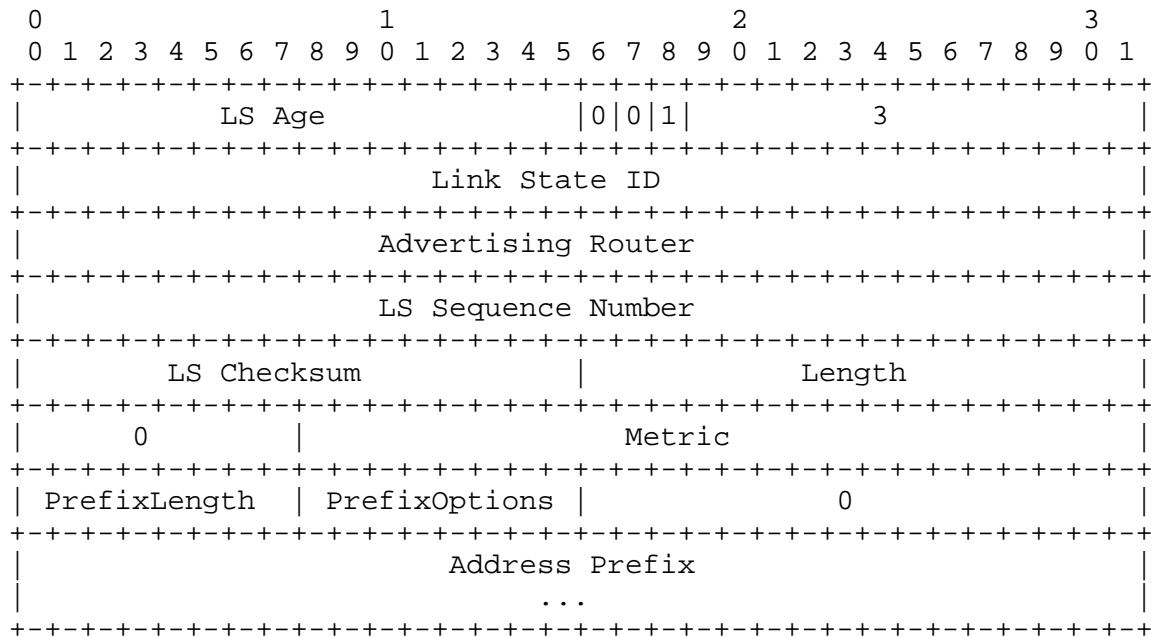 0                   1                   2                   3
 0 1 2 3 4 5 6 7 8 9 0 1 2 3 4 5 6 7 8 9 0 1 2 3 4 5 6 7 8 9 0 1
+-+-+-+-+-+-+-+-+-+-+-+-+-+-+-+-+-+-+-+-+-+-+-+-+-+-+-+-+-+-+-+-+
|           LS Age              |0|0|1|          3              |
+-+-+-+-+-+-+-+-+-+-+-+-+-+-+-+-+-+-+-+-+-+-+-+-+-+-+-+-+-+-+-+-+
|                       Link State ID                           |
+-+-+-+-+-+-+-+-+-+-+-+-+-+-+-+-+-+-+-+-+-+-+-+-+-+-+-+-+-+-+-+-+
|                    Advertising Router                         |
+-+-+-+-+-+-+-+-+-+-+-+-+-+-+-+-+-+-+-+-+-+-+-+-+-+-+-+-+-+-+-+-+
|                    LS Sequence Number                         |
+-+-+-+-+-+-+-+-+-+-+-+-+-+-+-+-+-+-+-+-+-+-+-+-+-+-+-+-+-+-+-+-+
|        LS Checksum            |            Length             |
+-+-+-+-+-+-+-+-+-+-+-+-+-+-+-+-+-+-+-+-+-+-+-+-+-+-+-+-+-+-+-+-+
|      0        |                  Metric                       |
+-+-+-+-+-+-+-+-+-+-+-+-+-+-+-+-+-+-+-+-+-+-+-+-+-+-+-+-+-+-+-+-+
| PrefixLength  | PrefixOptions |              0                |
+-+-+-+-+-+-+-+-+-+-+-+-+-+-+-+-+-+-+-+-+-+-+-+-+-+-+-+-+-+-+-+-+
|                        Address Prefix                         |
|                             ...                               |
+-+-+-+-+-+-+-+-+-+-+-+-+-+-+-+-+-+-+-+-+-+-+-+-+-+-+-+-+-+-+-+-+